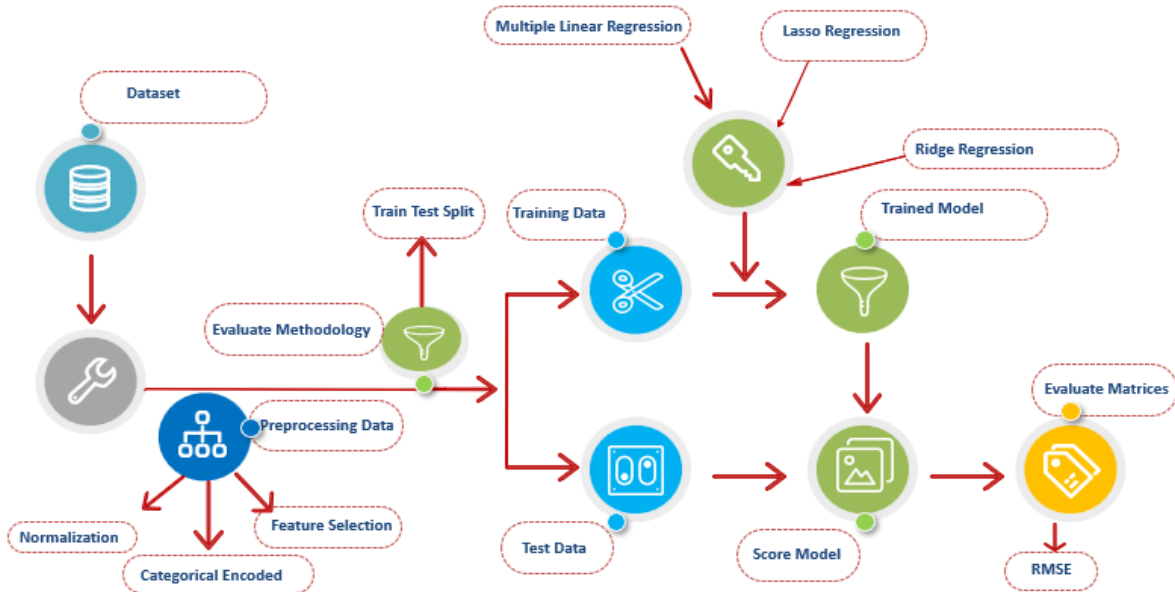 Multiple Linear Regression
Lasso Regression
Dataset
Ridge Regression
Train Test Split
Training Data
Trained Model
Evaluate Methodology
Evaluate Matrices
Preprocessing Data
Normalization
Feature Selection
Test Data
Score Model
Categorical Encoded
RMSE